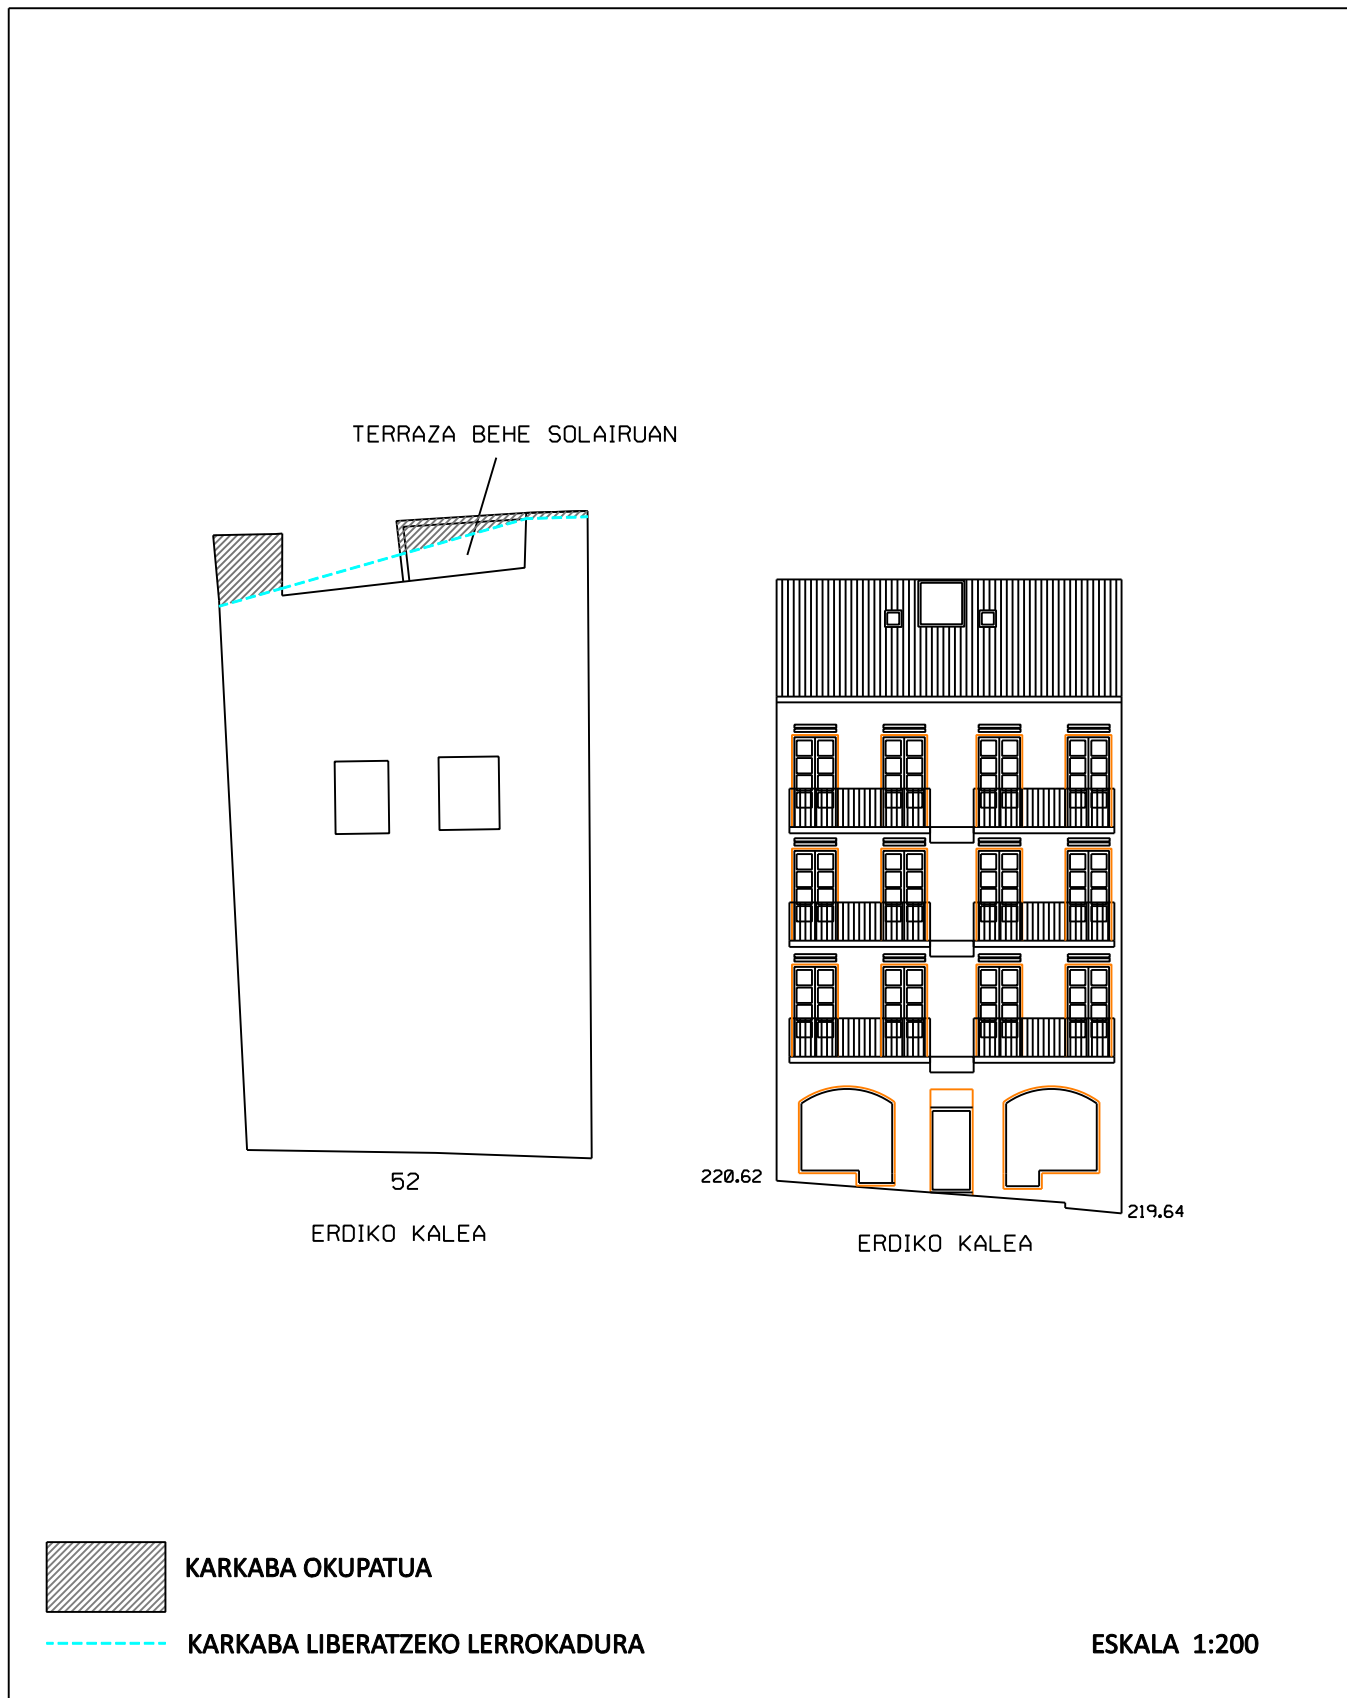 TERRAZA BEHE SOLAIRUAN
52
ERDIKO KALEA
220.62
219.64
ERDIKO KALEA
KARKABA OKUPATUA
KARKABA LIBERATZEKO LERROKADURA
ESKALA 1:200